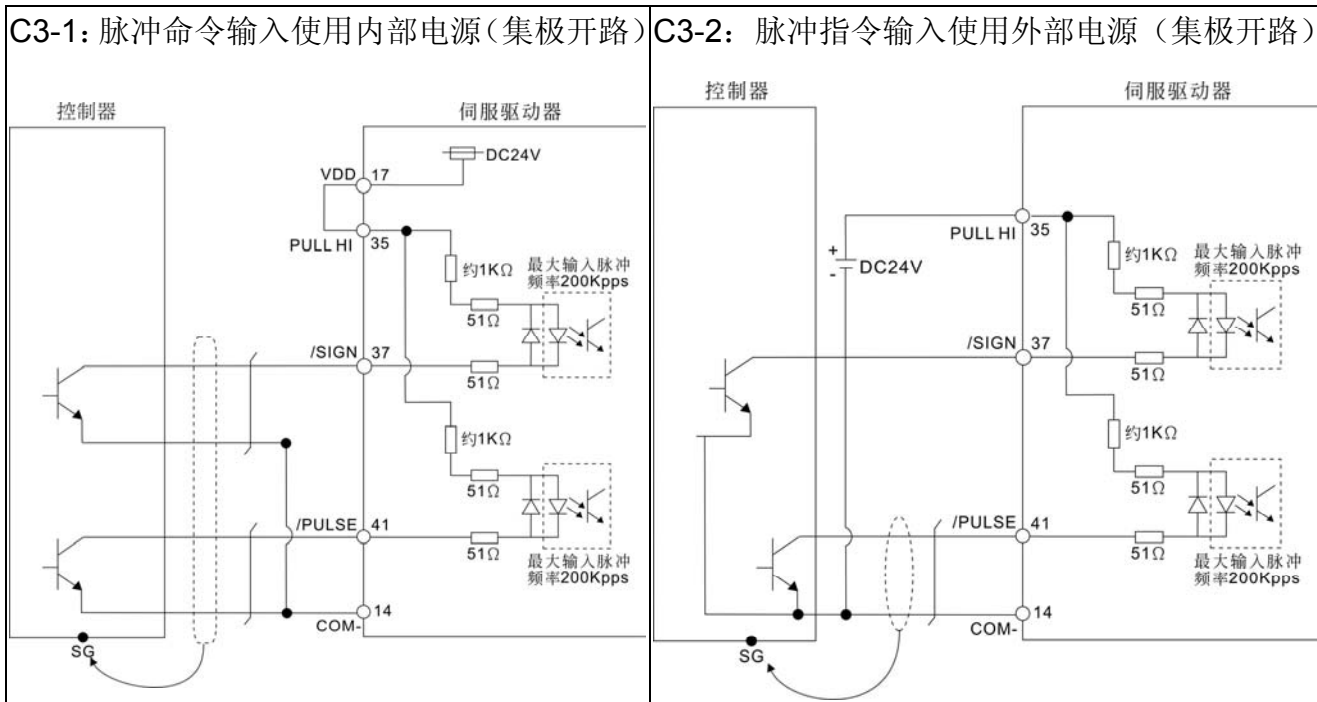 C3-1：脉冲命令输入使用内部电源（集极开路）
控制器
伺服驱动器
DC24V
VDD
17
PULL HI
35
约1KΩ
最大输入脉冲
频率200Kpps
51Ω
/SIGN
37
51Ω
约1KΩ
51Ω
/PULSE
41
51Ω
最大输入脉冲
频率200Kpps
14
COM-
SG
C3-2：脉冲指令输入使用外部电源（集极开路）
控制器
伺服驱动器
PULL HI
35
+
-
DC24V
约1KΩ
最大输入脉冲
频率200Kpps
51Ω
/SIGN
37
51Ω
约1KΩ
51Ω
/PULSE
41
51Ω
最大输入脉冲
频率200Kpps
14
COM-
SG